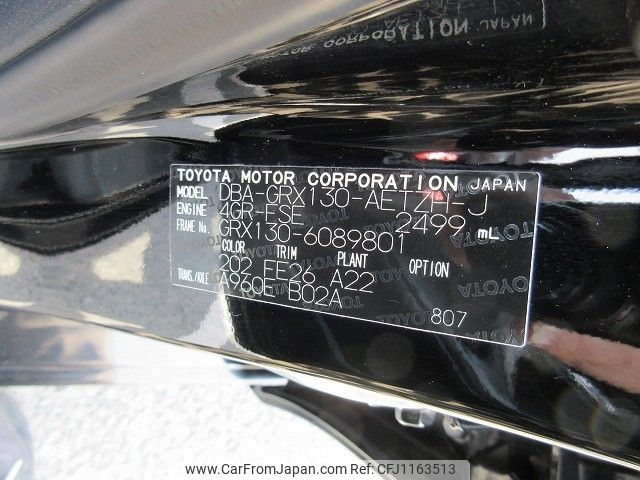 TOYOTA MOTOR CORPORATION JAPAN
MODEL DBA-GRX130-AETZH-J
ENGINE 4GR-FSE 2499 mL
FRAME No. GRX130-6089801
COLOR TRIM PLANT OPTION
202 FE26 A22
TRANS./AXLE A960E B02A
807
www.CarFromJapan.com CFJ1163513